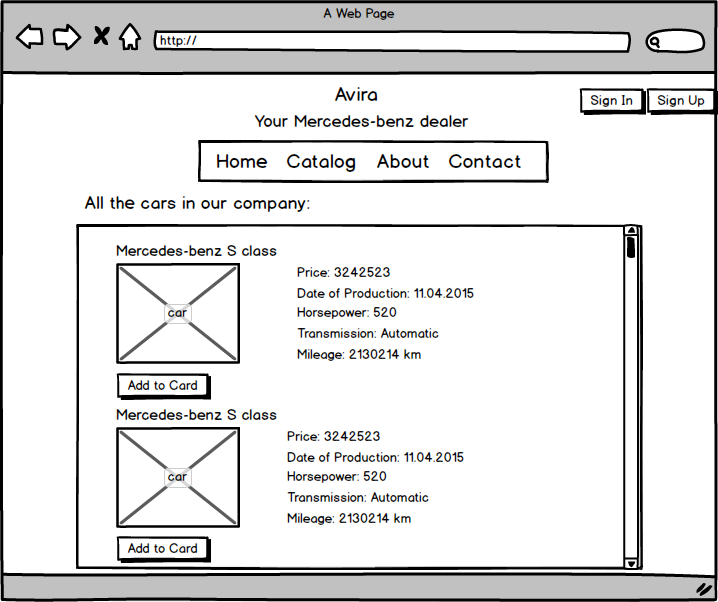 A Web Page
http://
Avira
Sign In Sign Up
Your Mercedes-benz dealer
Home Catalog About Contact
All the cars in our company:
Mercedes-benz S class
car
Price: 3242523
Date of Production: 11.04.2015
Horsepower: 520
Transmission: Automatic
Mileage: 2130214 km
Add to Card
Mercedes-benz S class
car
Price: 3242523
Date of Production: 11.04.2015
Horsepower: 520
Transmission: Automatic
Mileage: 2130214 km
Add to Card